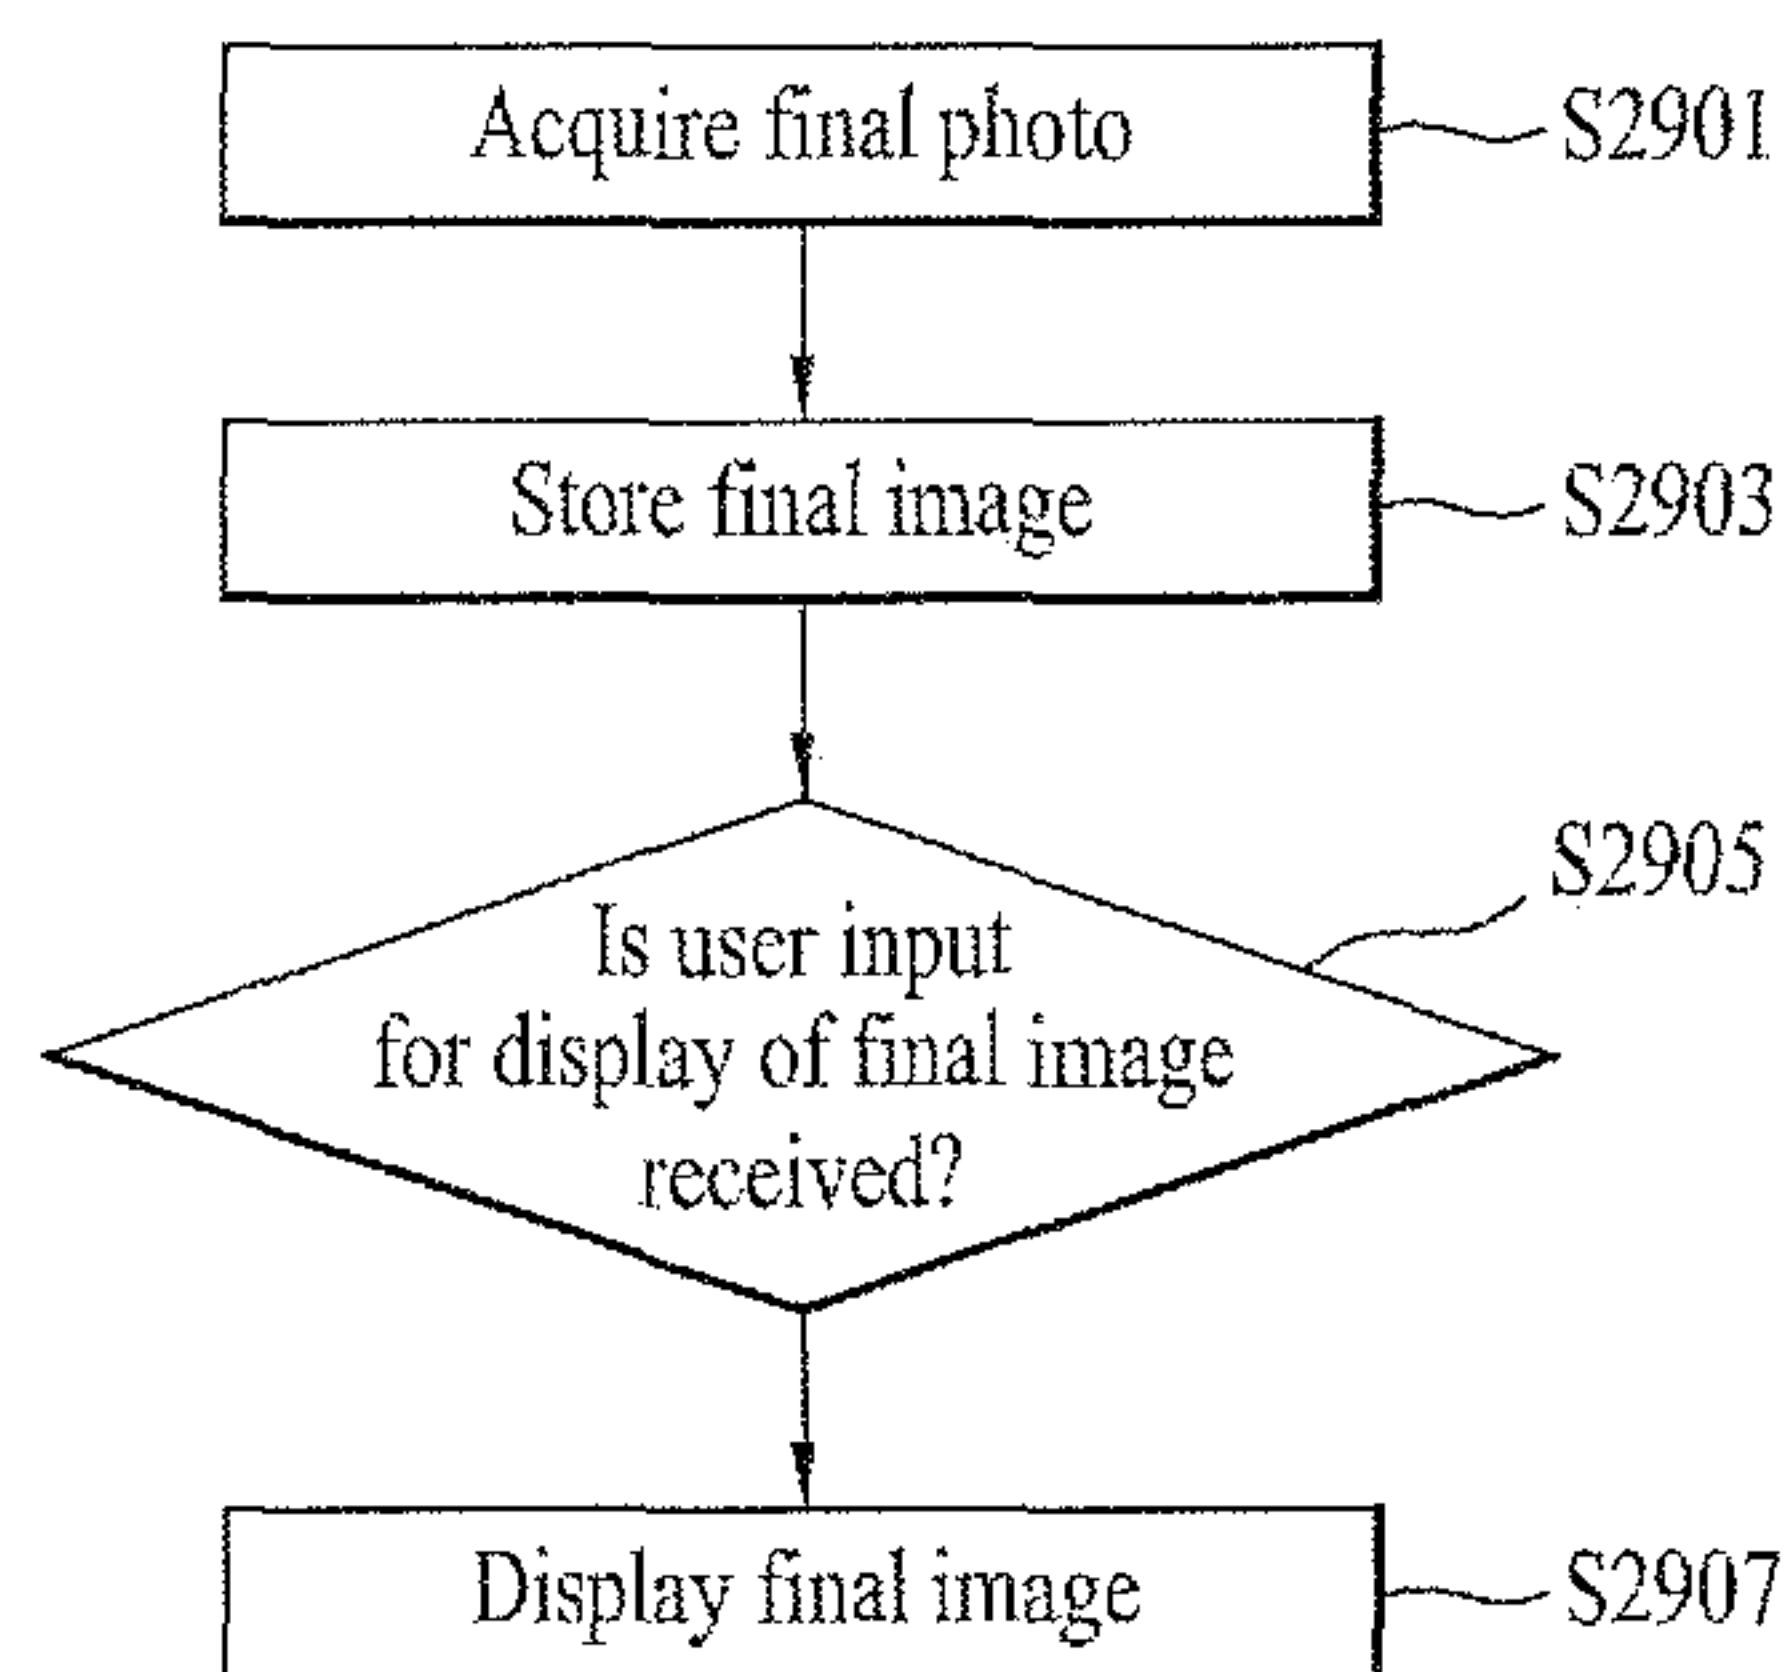 Acquire final photo
S2901
Store final image
S2903
S2905
Is user input
for display of final image
received?
Display final image
S2907